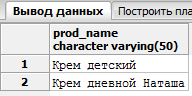 Вывод данных Построить пла
prod_name
character varying(50)
1 Крем детский
2 Крем дневной Наташа